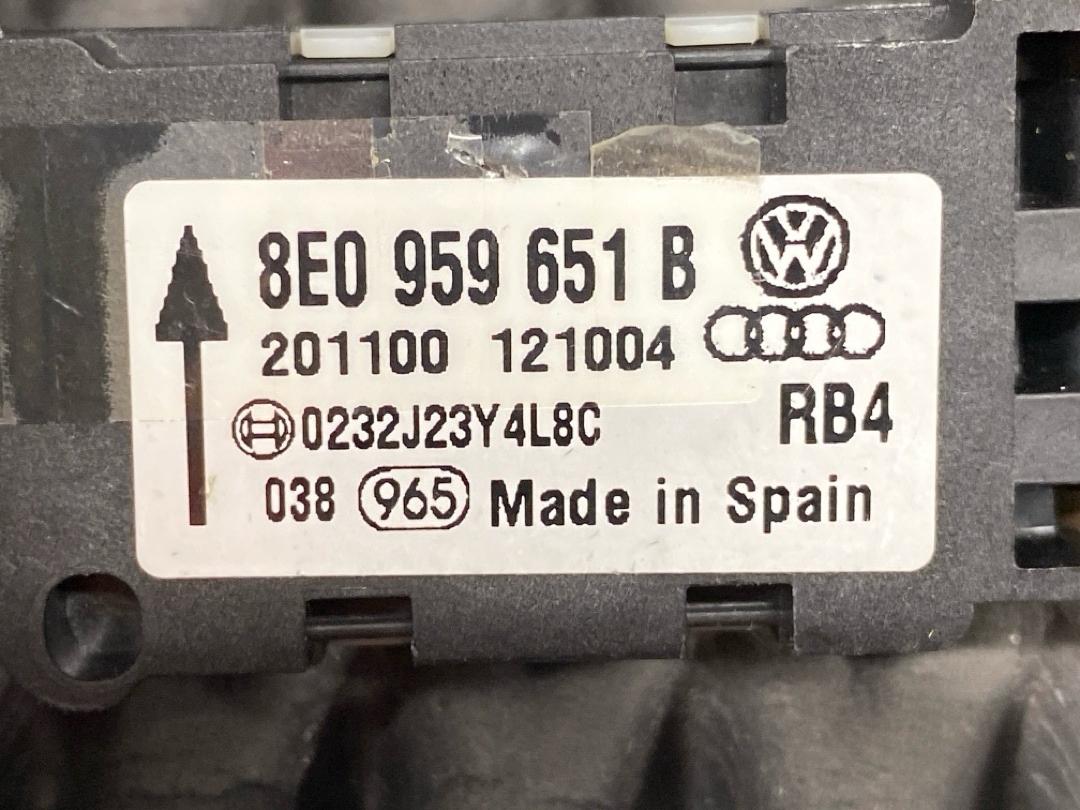 8E0 959 651 B
201100 121004
0232J23Y4L8C RB4
038 965 Made in Spain